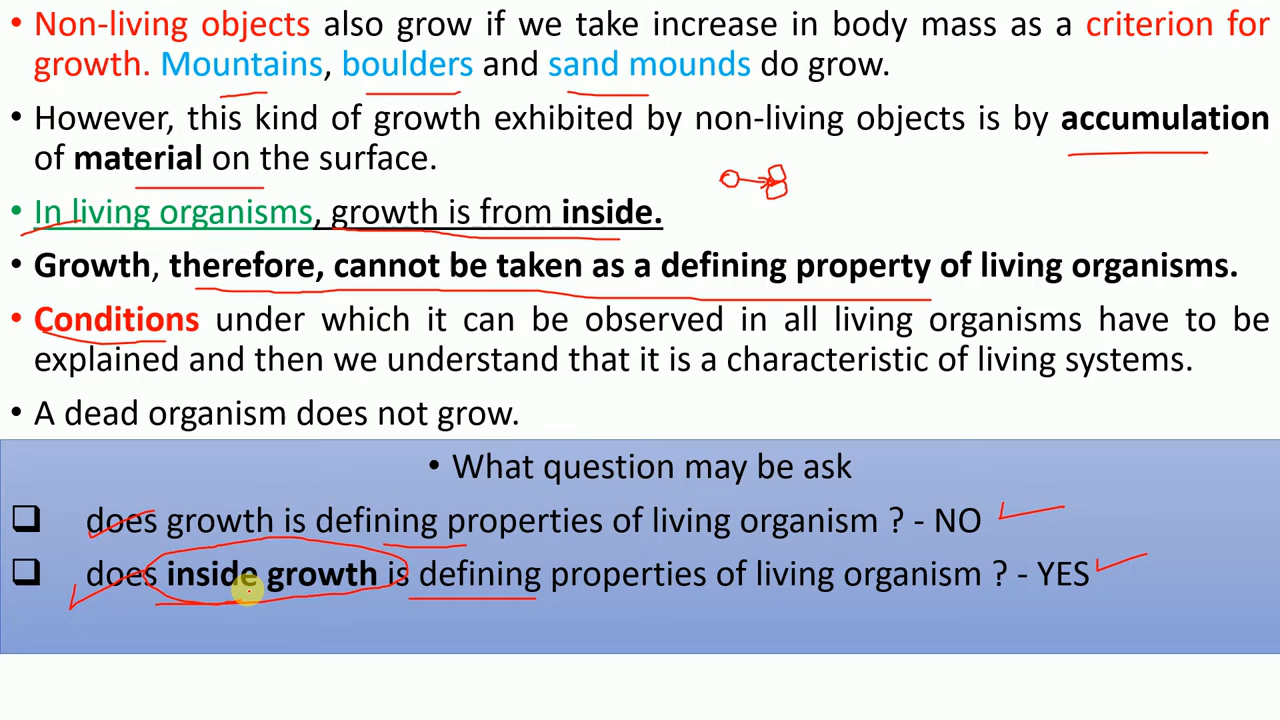 • Non-living objects also grow if we take increase in body mass as a criterion for
growth. Mountains, boulders and sand mounds do grow.
• However, this kind of growth exhibited by non-living objects is by accumulation
of material on the surface.
• In living organisms, growth is from inside.
• Growth, therefore, cannot be taken as a defining property of living organisms.
• Conditions under which it can be observed in all living organisms have to be
explained and then we understand that it is a characteristic of living systems.
• A dead organism does not grow.
• What question may be ask
❑ does growth is defining properties of living organism ? - NO
❑ does inside growth is defining properties of living organism ? - YES